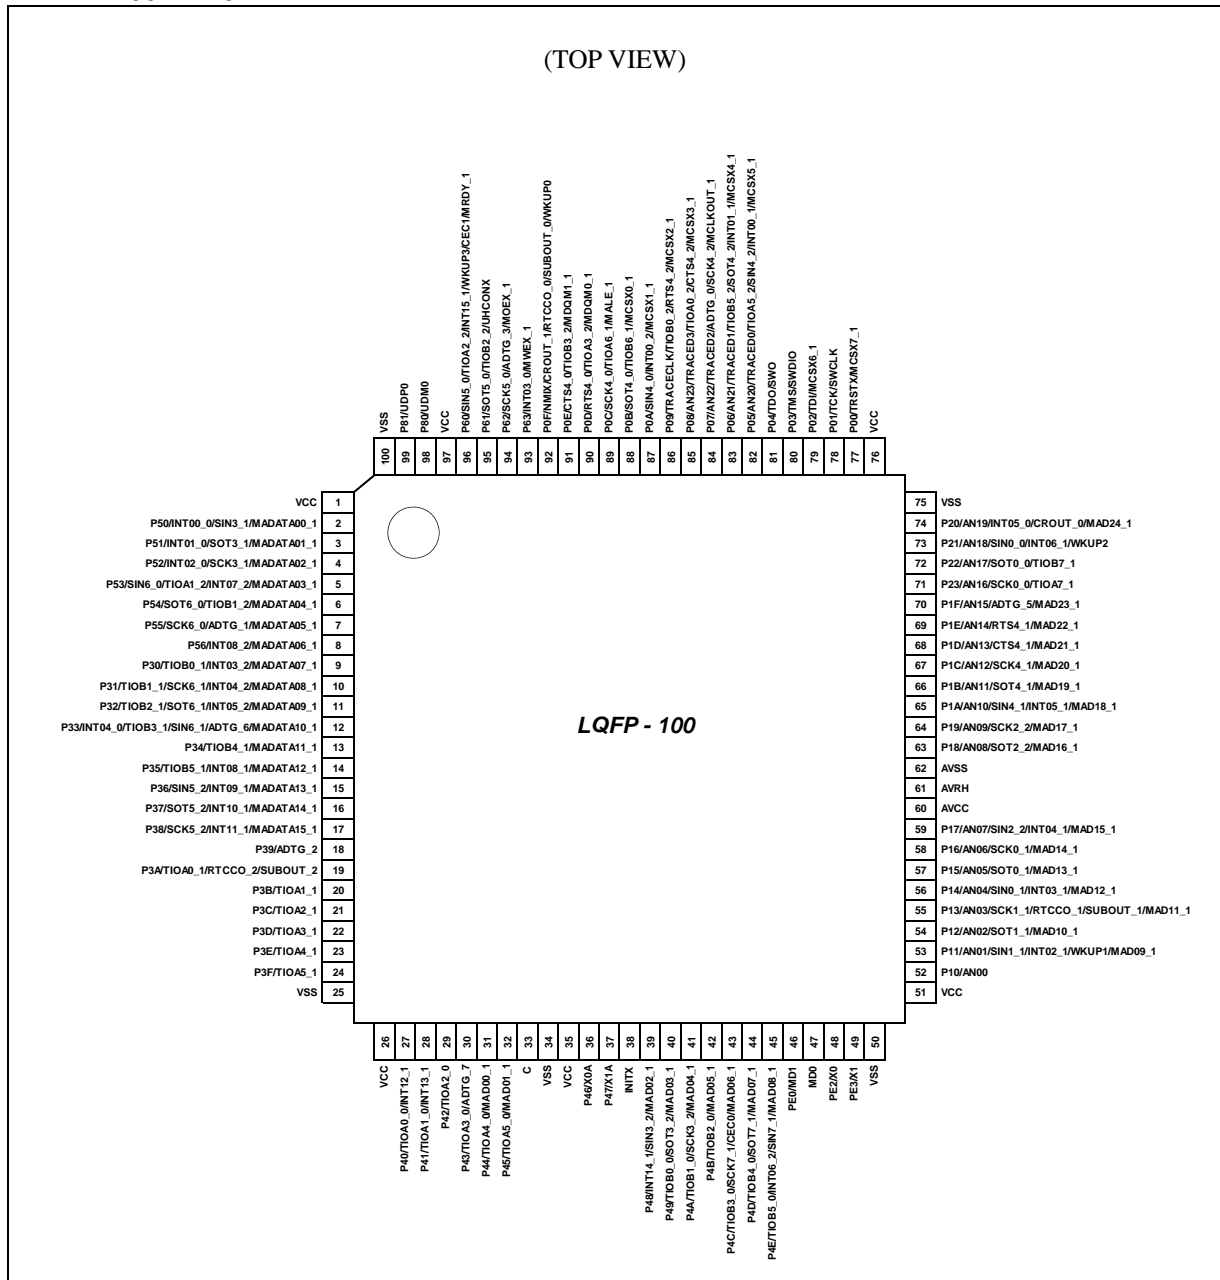 (TOP VIEW)
VSS
P81/UDP0
P80/UDM0
VCC
P60/SIN5_0/TIOA2_2/INT15_1/WKUP3/CEC1/MRDY_1
P61/SOT5_0/TIOB2_2/UHCONX
P62/SCK5_0/ADTG_3/MOEX_1
P63/INT03_0/MWEX_1
P0F/NMIX/CROUT_1/RTCCO_0/SUBOUT_0/WKUP0
P0E/CTS4_0/TIOB3_2/MDQM1_1
P0D/RTS4_0/TIOA3_2/MDQM0_1
P0C/SCK4_0/TIOA6_1/MALE_1
P0B/SOT4_0/TIOB6_1/MCSX0_1
P0A/SIN4_0/INT00_2/MCSX1_1
P09/TRACECLK/TIOB0_2/RTS4_2/MCSX2_1
P08/AN23/TRACED3/TIOA0_2/CTS4_2/MCSX3_1
P07/AN22/TRACED2/ADTG_0/SCK4_2/MCLKOUT_1
P06/AN21/TRACED1/TIOB5_2/SOT4_2/INT01_1/MCSX4_1
P05/AN20/TRACED0/TIOA5_2/SIN4_2/INT00_1/MCSX5_1
P04/TDO/SWO
P03/TMS/SWDIO
P02/TDI/MCSX6_1
P01/TCK/SWCLK
P00/TRSTX/MCSX7_1
VCC
100 99 98 97 96 95 94 93 92 91 90 89 88 87 86 85 84 83 82 81 80 79 78 77 76
VCC 1
P50/INT00_0/SIN3_1/MADATA00_1 2
P51/INT01_0/SOT3_1/MADATA01_1 3
P52/INT02_0/SCK3_1/MADATA02_1 4
P53/SIN6_0/TIOA1_2/INT07_2/MADATA03_1 5
P54/SOT6_0/TIOB1_2/MADATA04_1 6
P55/SCK6_0/ADTG_1/MADATA05_1 7
P56/INT08_2/MADATA06_1 8
P30/TIOB0_1/INT03_2/MADATA07_1 9
P31/TIOB1_1/SCK6_1/INT04_2/MADATA08_1 10
P32/TIOB2_1/SOT6_1/INT05_2/MADATA09_1 11
P33/INT04_0/TIOB3_1/SIN6_1/ADTG_6/MADATA10_1 12
P34/TIOB4_1/MADATA11_1 13
P35/TIOB5_1/INT08_1/MADATA12_1 14
P36/SIN5_2/INT09_1/MADATA13_1 15
P37/SOT5_2/INT10_1/MADATA14_1 16
P38/SCK5_2/INT11_1/MADATA15_1 17
P39/ADTG_2 18
P3A/TIOA0_1/RTCCO_2/SUBOUT_2 19
P3B/TIOA1_1 20
P3C/TIOA2_1 21
P3D/TIOA3_1 22
P3E/TIOA4_1 23
P3F/TIOA5_1 24
VSS 25
LQFP - 100
75 VSS
74 P20/AN19/INT05_0/CROUT_0/MAD24_1
73 P21/AN18/SIN0_0/INT06_1/WKUP2
72 P22/AN17/SOT0_0/TIOB7_1
71 P23/AN16/SCK0_0/TIOA7_1
70 P1F/AN15/ADTG_5/MAD23_1
69 P1E/AN14/RTS4_1/MAD22_1
68 P1D/AN13/CTS4_1/MAD21_1
67 P1C/AN12/SCK4_1/MAD20_1
66 P1B/AN11/SOT4_1/MAD19_1
65 P1A/AN10/SIN4_1/INT05_1/MAD18_1
64 P19/AN09/SCK2_2/MAD17_1
63 P18/AN08/SOT2_2/MAD16_1
62 AVSS
61 AVRH
60 AVCC
59 P17/AN07/SIN2_2/INT04_1/MAD15_1
58 P16/AN06/SCK0_1/MAD14_1
57 P15/AN05/SOT0_1/MAD13_1
56 P14/AN04/SIN0_1/INT03_1/MAD12_1
55 P13/AN03/SCK1_1/RTCCO_1/SUBOUT_1/MAD11_1
54 P12/AN02/SOT1_1/MAD10_1
53 P11/AN01/SIN1_1/INT02_1/WKUP1/MAD09_1
52 P10/AN00
51 VCC
26 27 28 29 30 31 32 33 34 35 36 37 38 39 40 41 42 43 44 45 46 47 48 49 50
VCC
P40/TIOA0_0/INT12_1
P41/TIOA1_0/INT13_1
P42/TIOA2_0
P43/TIOA3_0/ADTG_7
P44/TIOA4_0/MAD00_1
P45/TIOA5_0/MAD01_1
C
VSS
VCC
P46/X0A
P47/X1A
INITX
P48/INT14_1/SIN3_2/MAD02_1
P49/TIOB0_0/SOT3_2/MAD03_1
P4A/TIOB1_0/SCK3_2/MAD04_1
P4B/TIOB2_0/MAD05_1
P4C/TIOB3_0/SCK7_1/CEC0/MAD06_1
P4D/TIOB4_0/SOT7_1/MAD07_1
P4E/TIOB5_0/INT06_2/SIN7_1/MAD08_1
PE0/MD1
MD0
PE2/X0
PE3/X1
VSS